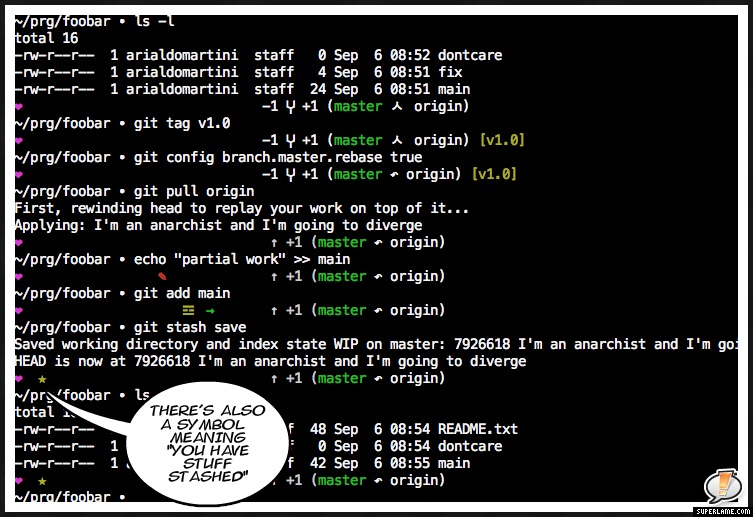 ~/prg/foobar • ls -l
total 16
-rw-r--r-- 1 arialdomartini staff 0 Sep 6 08:52 dontcare
-rw-r--r-- 1 arialdomartini staff 4 Sep 6 08:51 fix
-rw-r--r-- 1 arialdomartini staff 24 Sep 6 08:51 main
❤ -1 Y +1 (master ⅄ origin)
~/prg/foobar • git tag v1.0
❤ -1 Y +1 (master ⅄ origin) [v1.0]
~/prg/foobar • git config branch.master.rebase true
❤ -1 Y +1 (master ↶ origin) [v1.0]
~/prg/foobar • git pull origin
First, rewinding head to replay your work on top of it...
Applying: I'm an anarchist and I'm going to diverge
❤ ↑ +1 (master ↶ origin)
~/prg/foobar • echo "partial work" >> main
❤ ✎ ↑ +1 (master ↶ origin)
~/prg/foobar • git add main
❤ ☲ → ↑ +1 (master ↶ origin)
~/prg/foobar • git stash save
Saved working directory and index state WIP on master: 7926618 I'm an anarchist and I'm goi
HEAD is now at 7926618 I'm an anarchist and I'm going to diverge
❤ ★ ↑ +1 (master ↶ origin)
~/prg/foobar • ls
total
-rw-r--r-- 1 ff 48 Sep 6 08:54 README.txt
-rw-r--r-- 1 f 0 Sep 6 08:54 dontcare
-rw-r--r-- 1 ari ff 42 Sep 6 08:55 main
❤ ★ ↑ +1 (master ↶ origin)
~/prg/foobar •
THERE'S ALSO
A SYMBOL
MEANING
"YOU HAVE
STUFF
STASHED"
SUPERLAME.COM